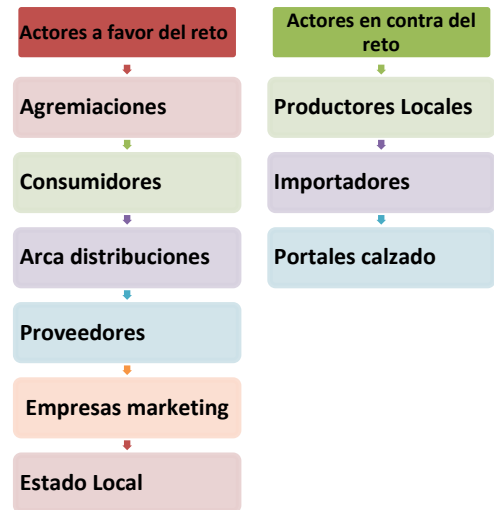 Actores a favor del reto
Agremiaciones
Consumidores
Arca distribuciones
Proveedores
Empresas marketing
Estado Local
Actores en contra del
reto
Productores Locales
Importadores
Portales calzado